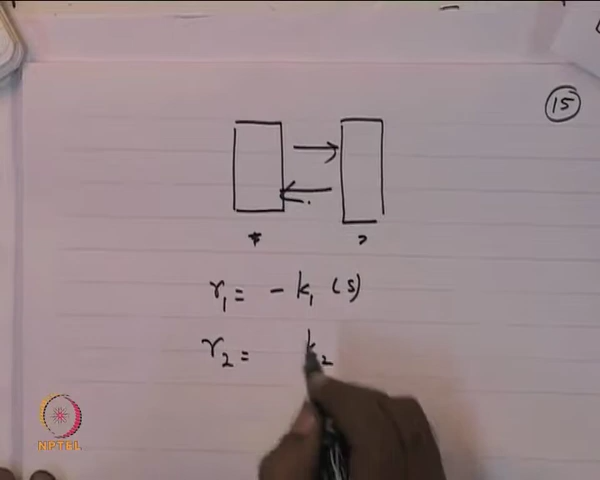 15
r₁ = - k₁ (s)
r₂ = k₂
NPTEL